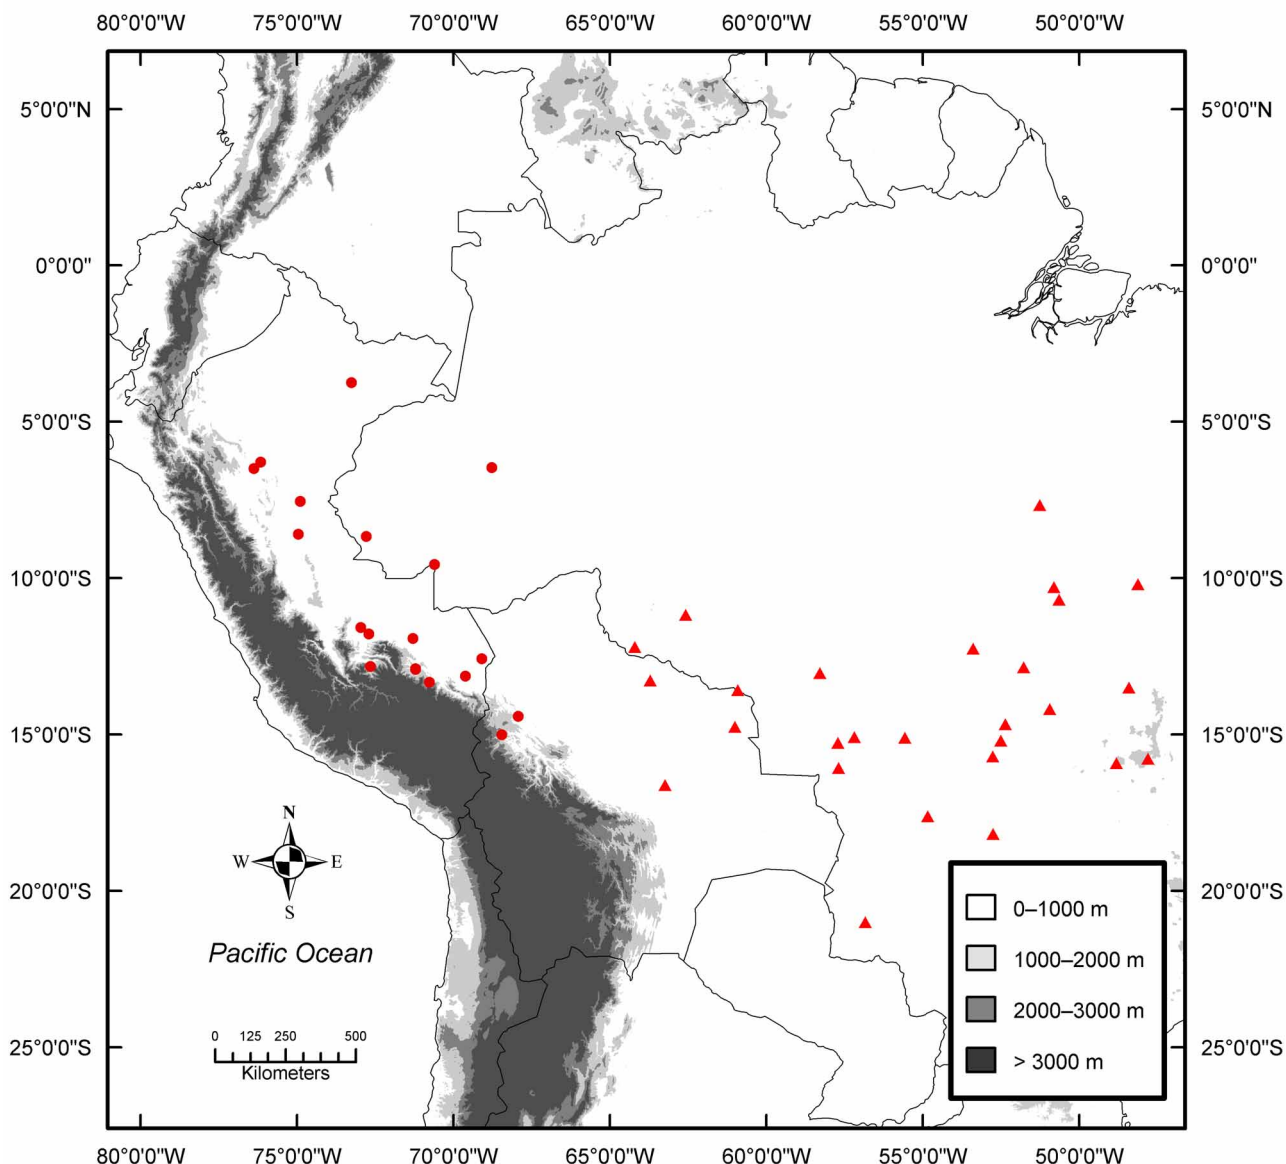 80°0'0"W 75°0'0"W 70°0'0"W 65°0'0"W 60°0'0"W 55°0'0"W 50°0'0"W
5°0'0"N 5°0'0"N
0°0'0" 0°0'0"
5°0'0"S 5°0'0"S
10°0'0"S 10°0'0"S
15°0'0"S 15°0'0"S
N
W E
S
20°0'0"S 20°0'0"S
0–1000 m
Pacific Ocean
1000–2000 m
2000–3000 m
0 125 250 500
25°0'0"S 25°0'0"S
> 3000 m
Kilometers
80°0'0"W 75°0'0"W 70°0'0"W 65°0'0"W 60°0'0"W 55°0'0"W 50°0'0"W